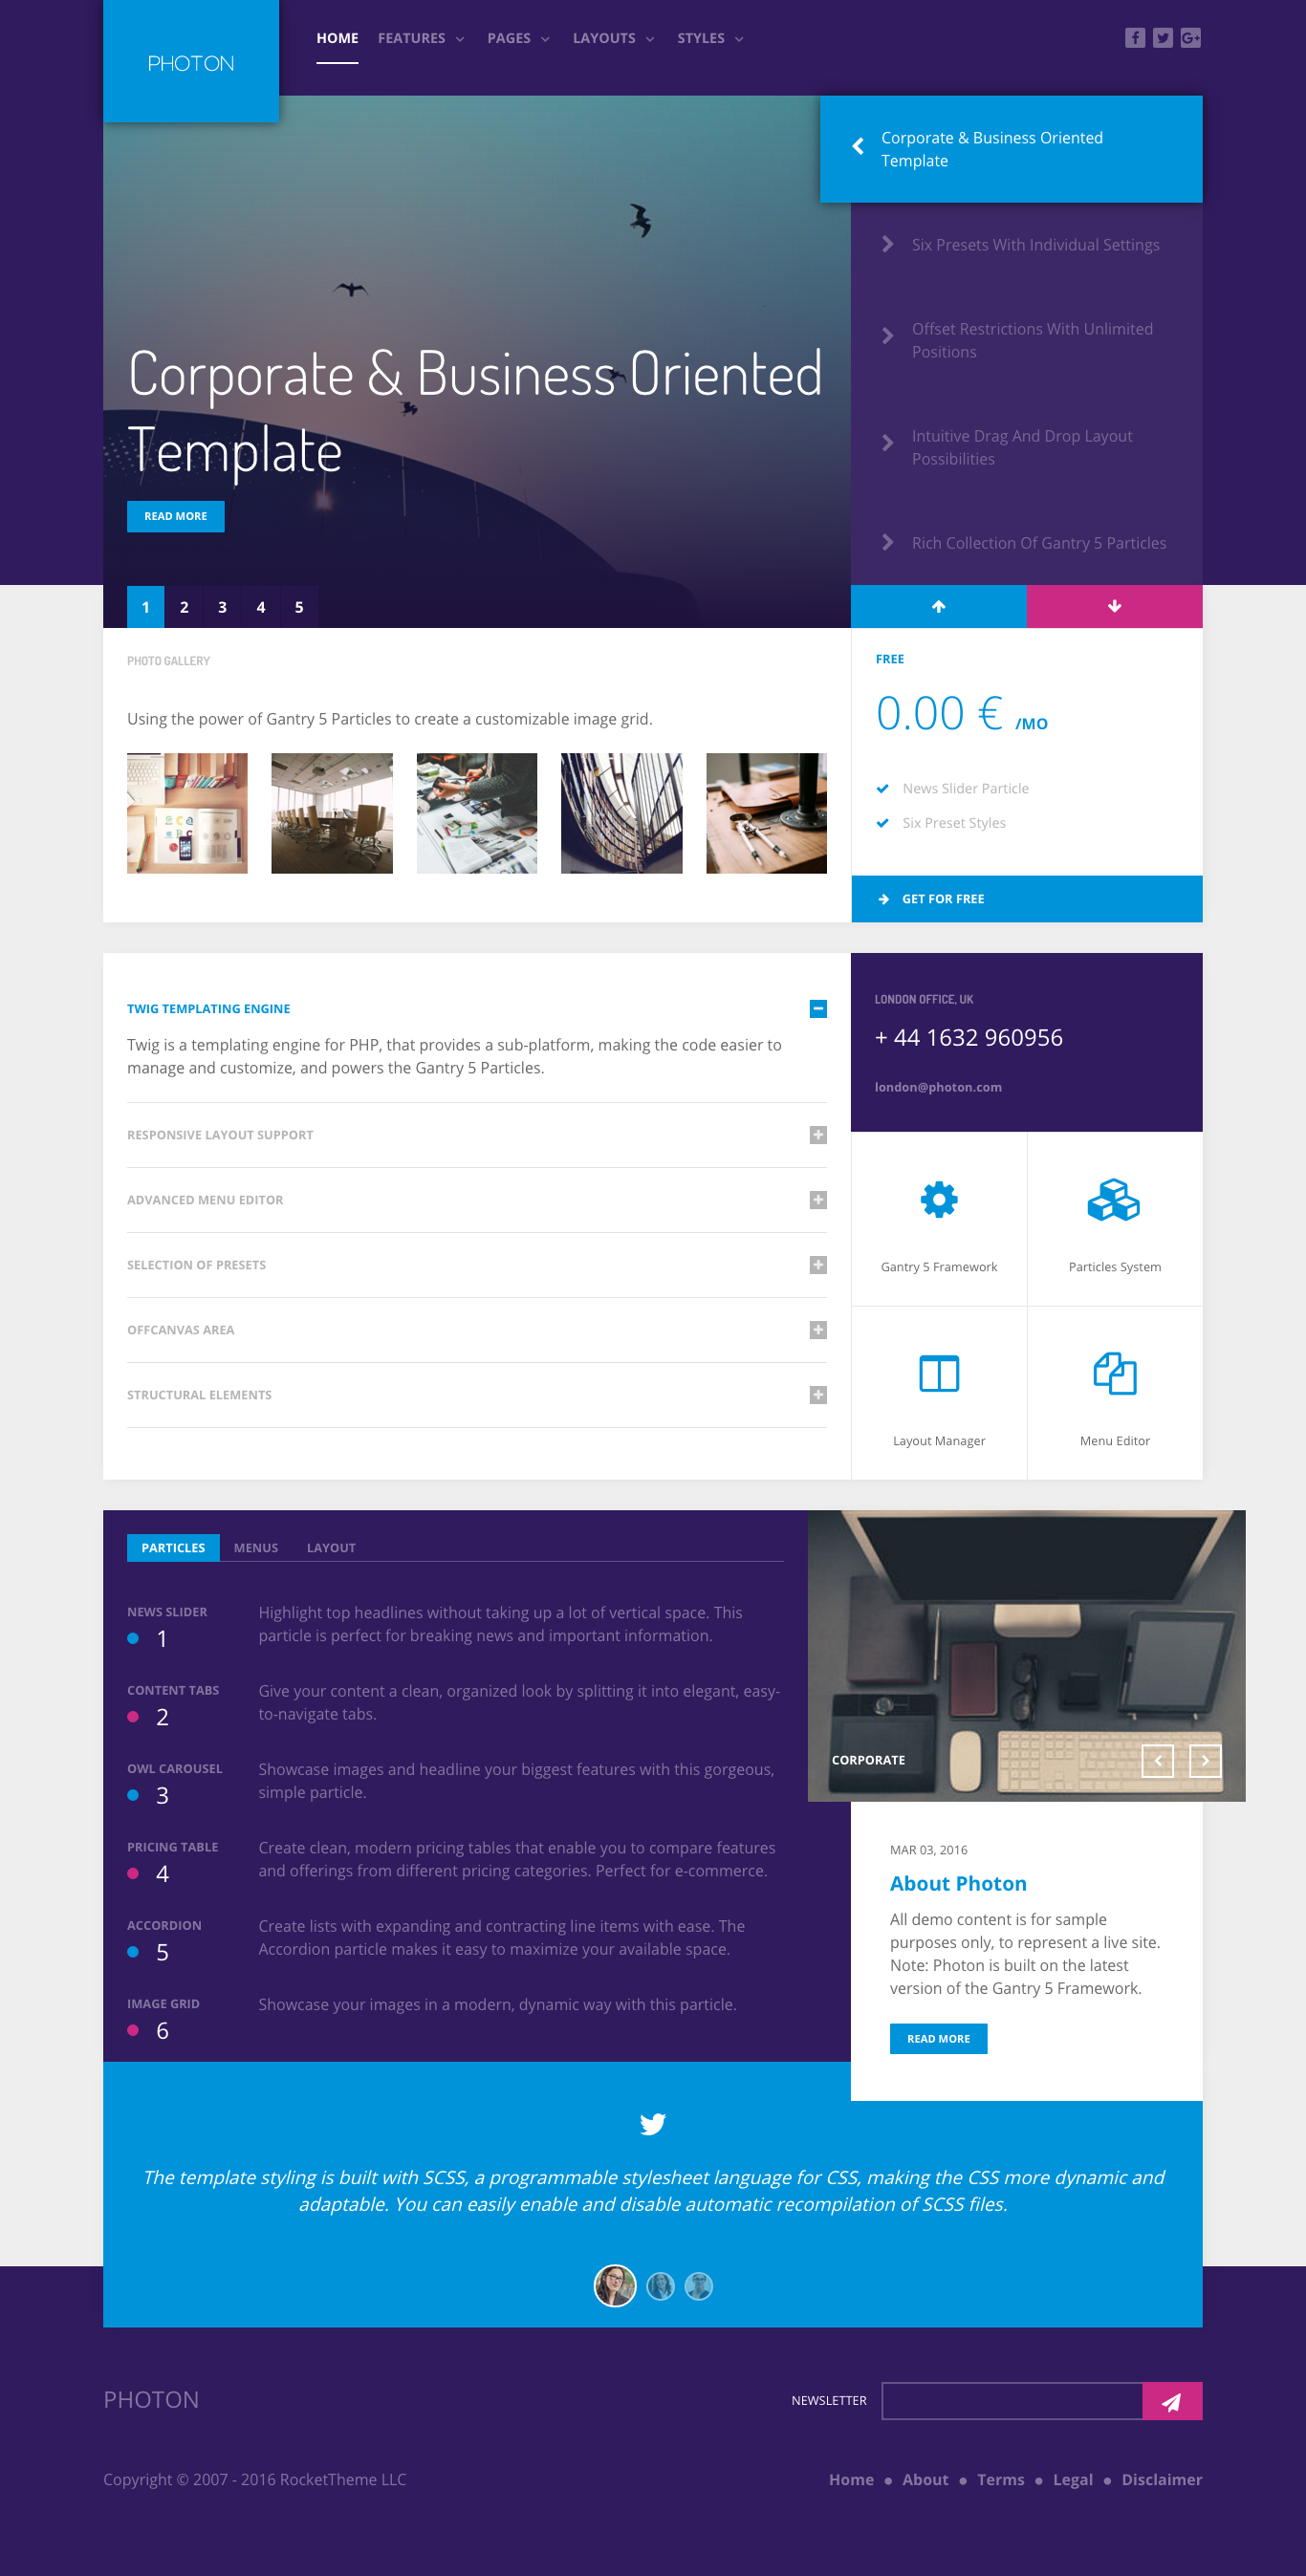 PHOTON
HOME FEATURES PAGES LAYOUTS STYLES
Corporate & Business Oriented
Template
Six Presets With Individual Settings
Offset Restrictions With Unlimited
Positions
Intuitive Drag And Drop Layout
Possibilities
Rich Collection Of Gantry 5 Particles
Corporate & Business Oriented
Template
READ MORE
1 2 3 4 5
PHOTO GALLERY
Using the power of Gantry 5 Particles to create a customizable image grid.
FREE
0.00 € /MO
News Slider Particle
Six Preset Styles
GET FOR FREE
TWIG TEMPLATING ENGINE
Twig is a templating engine for PHP, that provides a sub-platform, making the code easier to
manage and customize, and powers the Gantry 5 Particles.
RESPONSIVE LAYOUT SUPPORT
ADVANCED MENU EDITOR
SELECTION OF PRESETS
OFFCANVAS AREA
STRUCTURAL ELEMENTS
LONDON OFFICE, UK
+ 44 1632 960956
london@photon.com
Gantry 5 Framework
Particles System
Layout Manager
Menu Editor
PARTICLES MENUS LAYOUT
NEWS SLIDER
1
Highlight top headlines without taking up a lot of vertical space. This
particle is perfect for breaking news and important information.
CONTENT TABS
2
Give your content a clean, organized look by splitting it into elegant, easy-
to-navigate tabs.
OWL CAROUSEL
3
Showcase images and headline your biggest features with this gorgeous,
simple particle.
PRICING TABLE
4
Create clean, modern pricing tables that enable you to compare features
and offerings from different pricing categories. Perfect for e-commerce.
ACCORDION
5
Create lists with expanding and contracting line items with ease. The
Accordion particle makes it easy to maximize your available space.
IMAGE GRID
6
Showcase your images in a modern, dynamic way with this particle.
CORPORATE
MAR 03, 2016
About Photon
All demo content is for sample
purposes only, to represent a live site.
Note: Photon is built on the latest
version of the Gantry 5 Framework.
READ MORE
The template styling is built with SCSS, a programmable stylesheet language for CSS, making the CSS more dynamic and
adaptable. You can easily enable and disable automatic recompilation of SCSS files.
PHOTON
NEWSLETTER
Copyright © 2007 - 2016 RocketTheme LLC
Home ● About ● Terms ● Legal ● Disclaimer